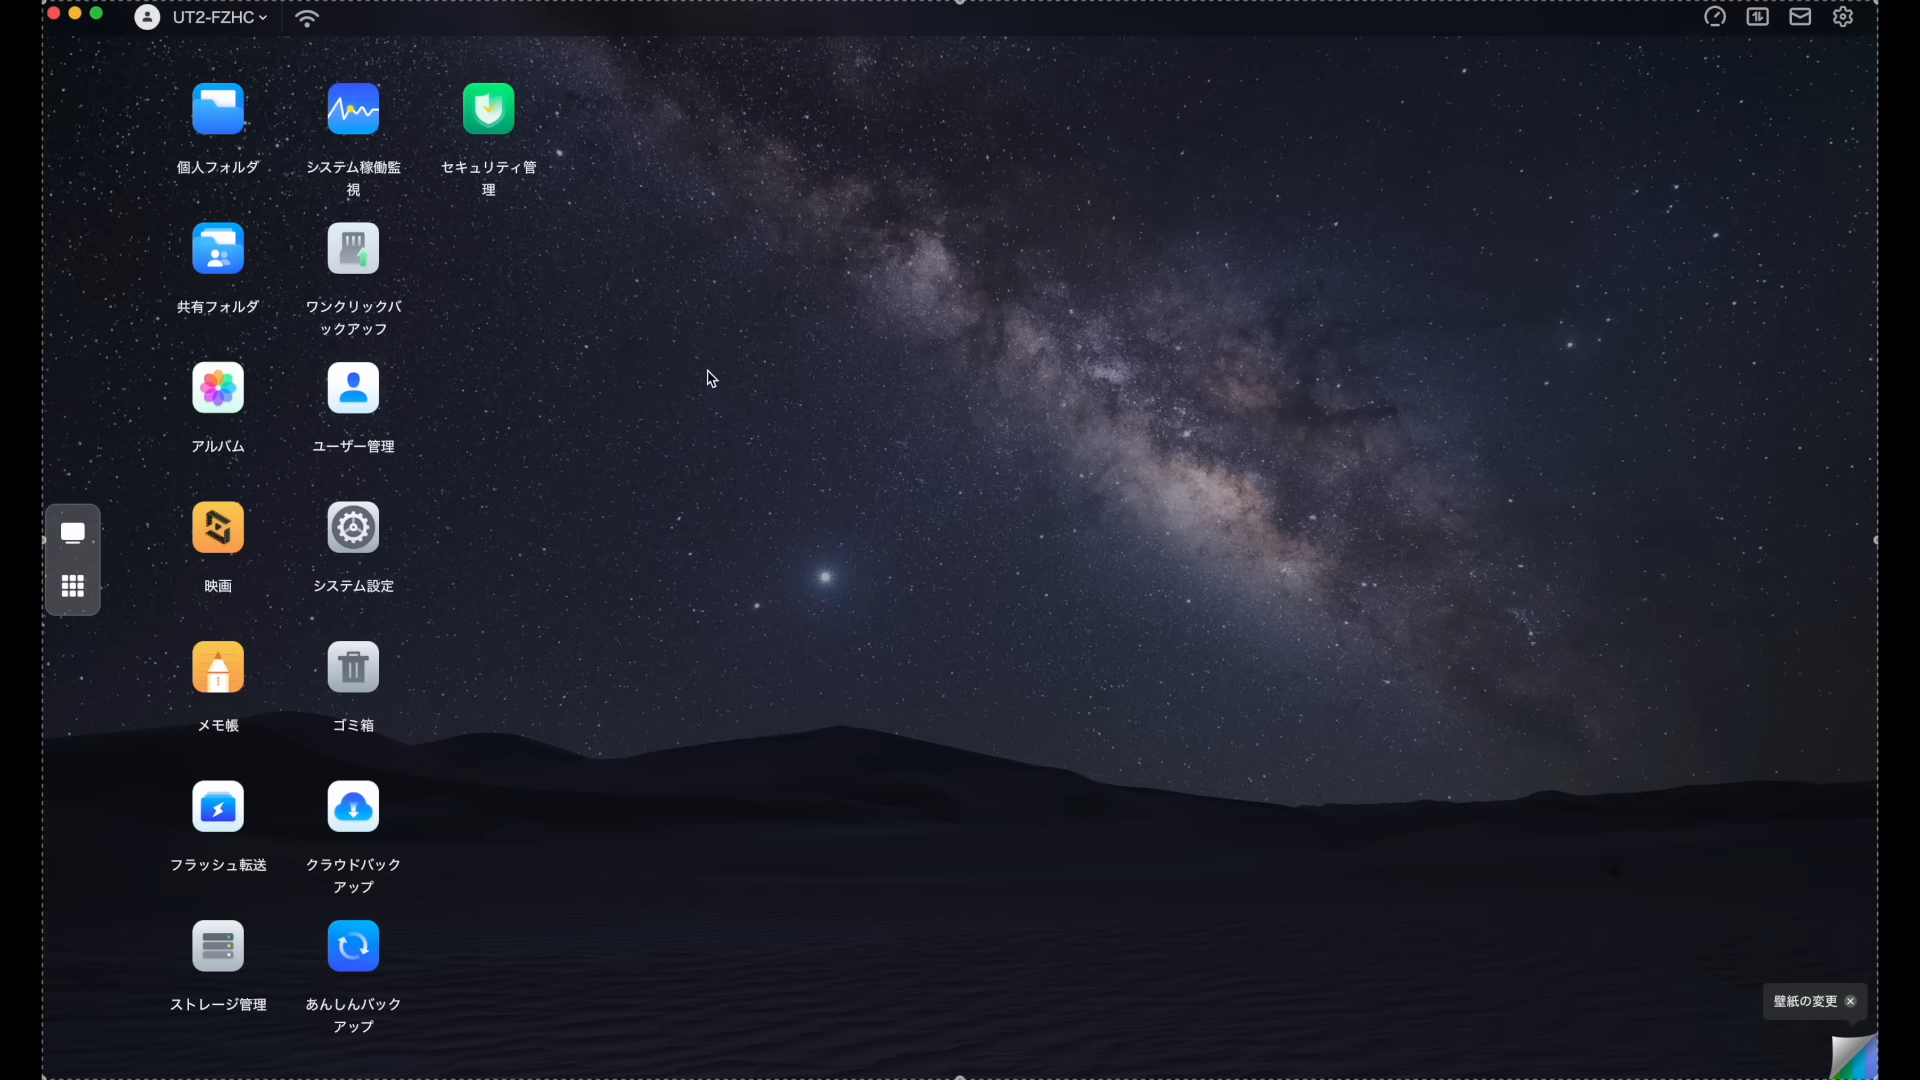 UT2-FZHC
個人フォルダ
システム稼働監
視
セキュリティ管
理
共有フォルダ
ワンクリックバ
ックアップ
アルバム
ユーザー管理
映画
システム設定
メモ帳
ゴミ箱
フラッシュ転送
クラウドバック
アップ
ストレージ管理
あんしんバック
アップ
壁紙の変更